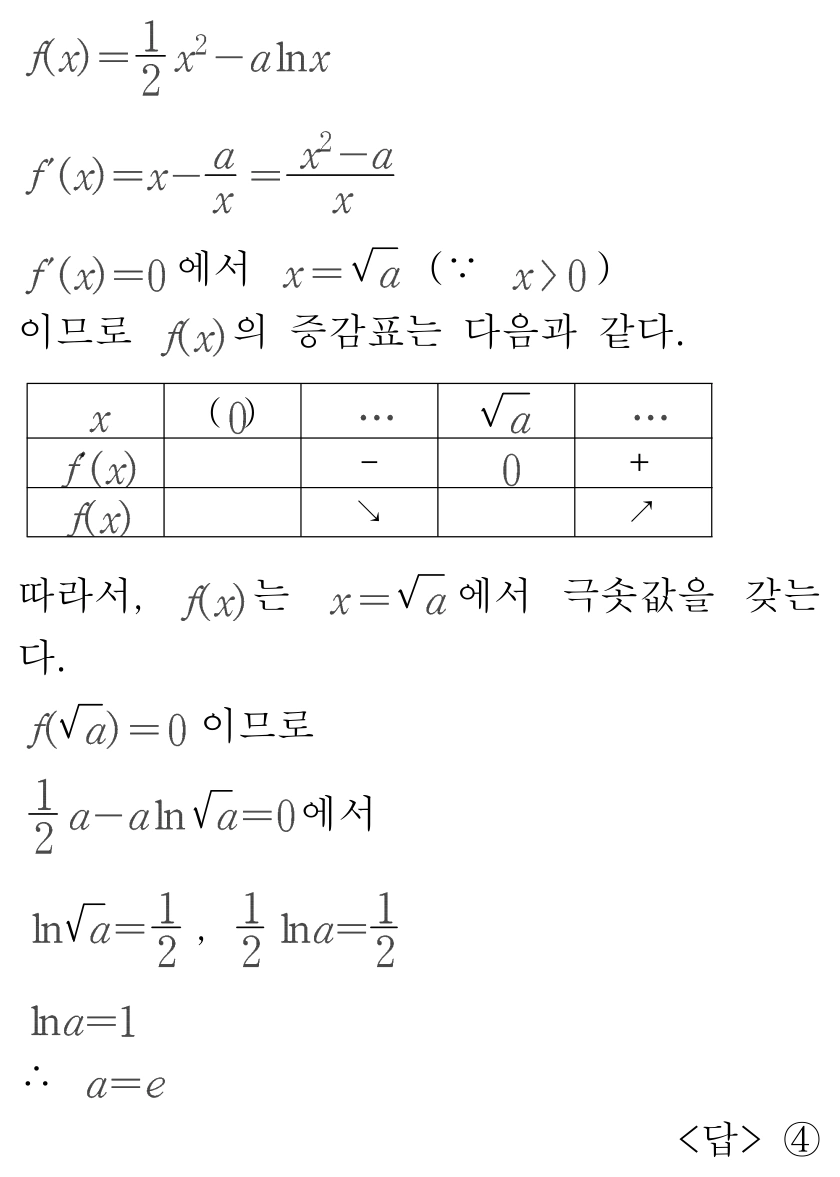 f(x)=1/2 x²-a ln x
f′(x)=x-a/x=(x²-a)/x
f′(x)=0 에서 x=√a (∵ x>0)
이므로 f(x)의 증감표는 다음과 같다.
x (0) … √a …
f′(x) - 0 +
f(x) ↘ ↗
따라서, f(x)는 x=√a 에서 극솟값을 갖는
다.
f(√a)=0 이므로
1/2 a-a ln √a=0에서
ln√a=1/2 , 1/2 ln a=1/2
ln a=1
∴ a=e
<답> ④